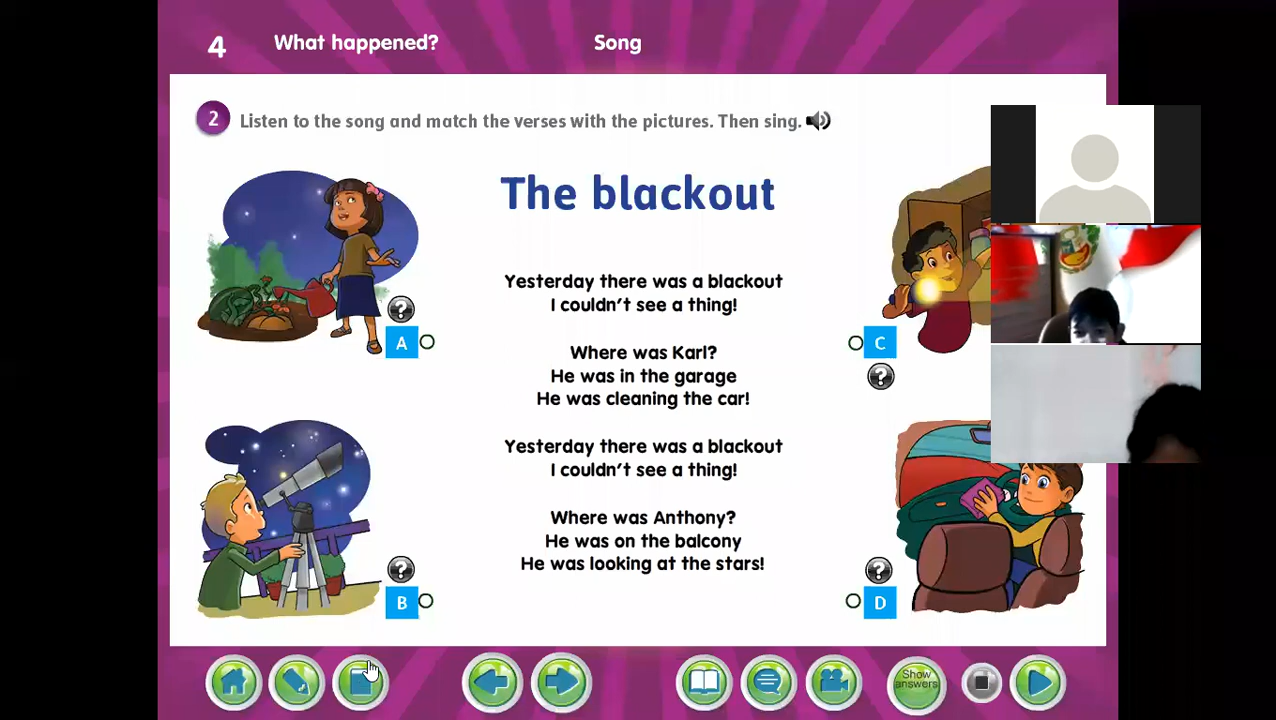 4 What happened? Song
2 Listen to the song and match the verses with the pictures. Then sing.
The blackout
Yesterday there was a blackout
I couldn't see a thing!
Where was Karl?
He was in the garage
He was cleaning the car!
Yesterday there was a blackout
I couldn't see a thing!
Where was Anthony?
He was on the balcony
He was looking at the stars!
?
A
?
B
C
?
?
D
Show
answers